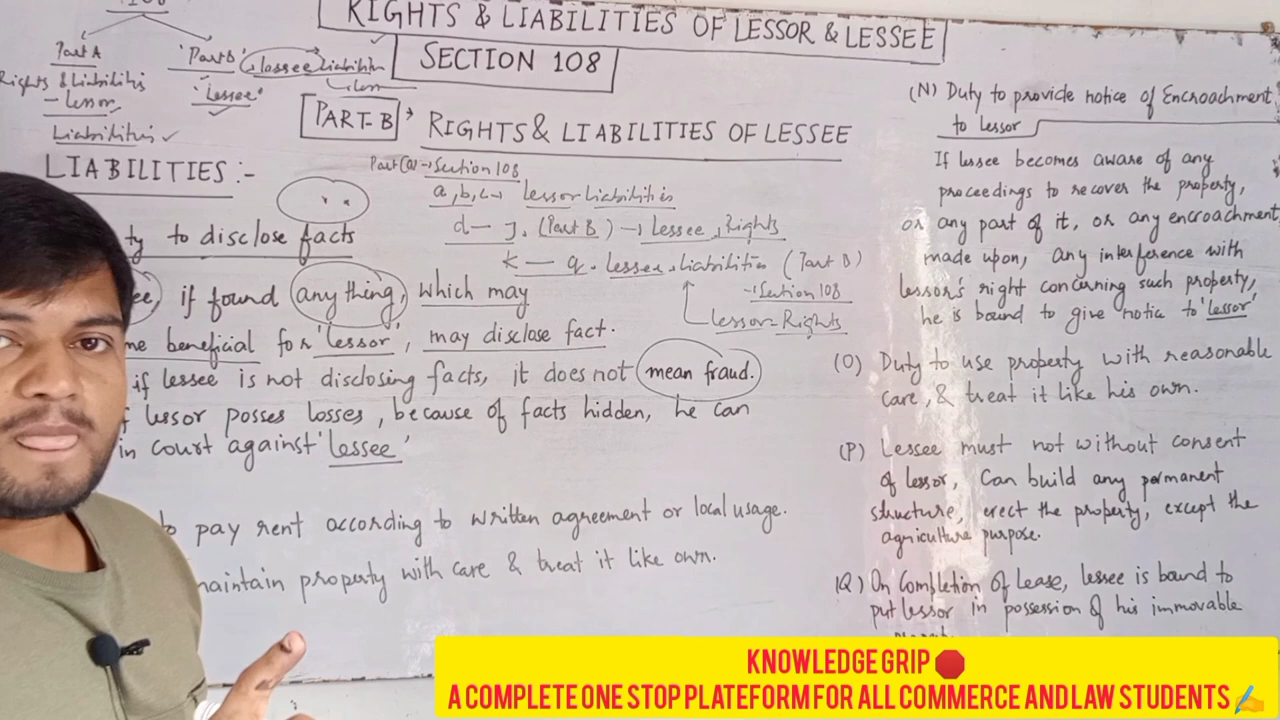 108
RIGHTS & LIABILITIES OF LESSOR & LESSEE
SECTION 108
Part A
'Part B' (lossee liabilities
Rights & liabilities
- lessor
'Lessee'
Liabilities ✓
PART-B
RIGHTS & LIABILITIES OF LESSEE
LIABILITIES :-
Section 108
a, b, c → lessor liabilities
d — j. (Part B) → Lessee, Rights
k — q. lessee, liabilities (Part B)
Section 108
Lessor - Rights
ty to disclose facts
ee, if found any thing, which may
me beneficial for 'lessor', may disclose fact.
if lessee is not disclosing facts, it does not mean fraud.
f lessor posses losses, because of facts hidden, he can
in court against 'lessee'
to pay rent according to written agreement or local usage.
maintain property with care & treat it like own.
(N) Duty to provide notice of Encroachment
to lessor
If lessee becomes aware of any
proceedings to recover the property,
or any part of it, or any encroachment
made upon, any interference with
lessor's right concerning such property,
he is bound to give notice to 'lessor'
(O) Duty to use property with reasonable
care, & treat it like his own.
(P) Lessee must not without consent
of lessor, Can build any permanent
structure, erect the property, except the
agriculture purpose.
(Q) On Completion of Lease, lessee is bound to
put lessor in possession of his immovable
KNOWLEDGE GRIP 🛑
A COMPLETE ONE STOP PLATEFORM FOR ALL COMMERCE AND LAW STUDENTS ✍️